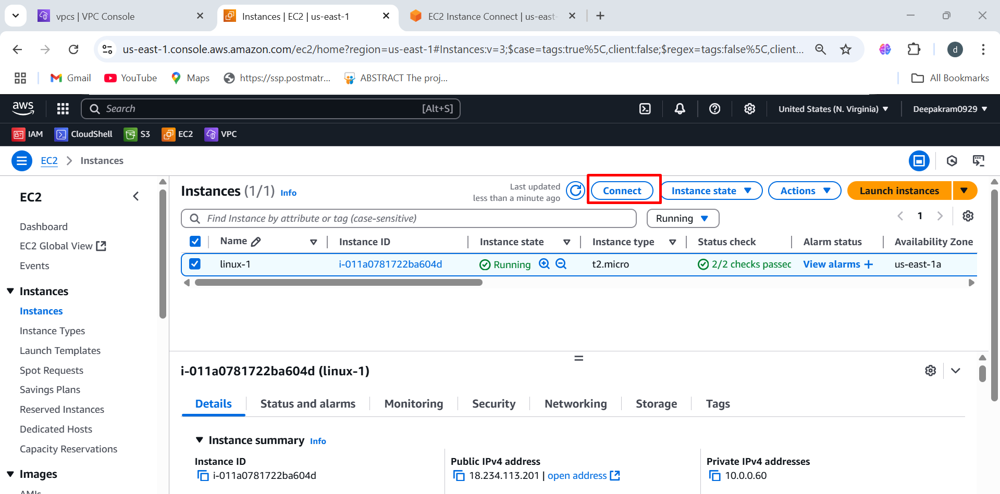 vpcs | VPC Console
Instances | EC2 | us-east-1
EC2 Instance Connect | us-east-
us-east-1.console.aws.amazon.com/ec2/home?region=us-east-1#Instances:v=3;$case=tags:true%5C,client:false;$regex=tags:false%5C,client...
d
Gmail
YouTube
Maps
https://ssp.postmatr...
ABSTRACT The proj...
All Bookmarks
aws
Search
[Alt+S]
United States (N. Virginia)
Deepakram0929
IAM
CloudShell
S3
EC2
VPC
EC2 > Instances
EC2
Dashboard
EC2 Global View
Events
Instances
Instances
Instance Types
Launch Templates
Spot Requests
Savings Plans
Reserved Instances
Dedicated Hosts
Capacity Reservations
Images
AMIs
Instances (1/1) Info
Last updated
less than a minute ago
Connect
Instance state
Actions
Launch instances
Find Instance by attribute or tag (case-sensitive)
Running
1
Name
Instance ID
Instance state
Instance type
Status check
Alarm status
Availability Zone
linux-1
i-011a0781722ba604d
Running
t2.micro
2/2 checks passed
View alarms +
us-east-1a
i-011a0781722ba604d (linux-1)
Details
Status and alarms
Monitoring
Security
Networking
Storage
Tags
Instance summary Info
Instance ID
i-011a0781722ba604d
Public IPv4 address
18.234.113.201 | open address
Private IPv4 addresses
10.0.0.60